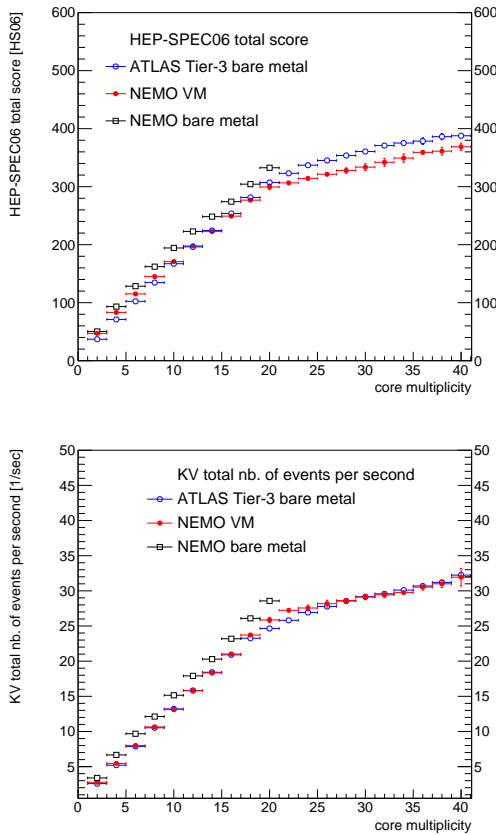 600
500
400
300
200
100
0
HEP-SPEC06 total score [HS06]
HEP-SPEC06 total score
ATLAS Tier-3 bare metal
NEMO VM
NEMO bare metal
600
500
400
300
200
100
0
0 5 10 15 20 25 30 35 40
core multiplicity
50
45
40
35
30
25
20
15
10
5
KV total nb. of events per second [1/sec]
KV total nb. of events per second
ATLAS Tier-3 bare metal
NEMO VM
NEMO bare metal
50
45
40
35
30
25
20
15
10
5
0 5 10 15 20 25 30 35 40
core multiplicity